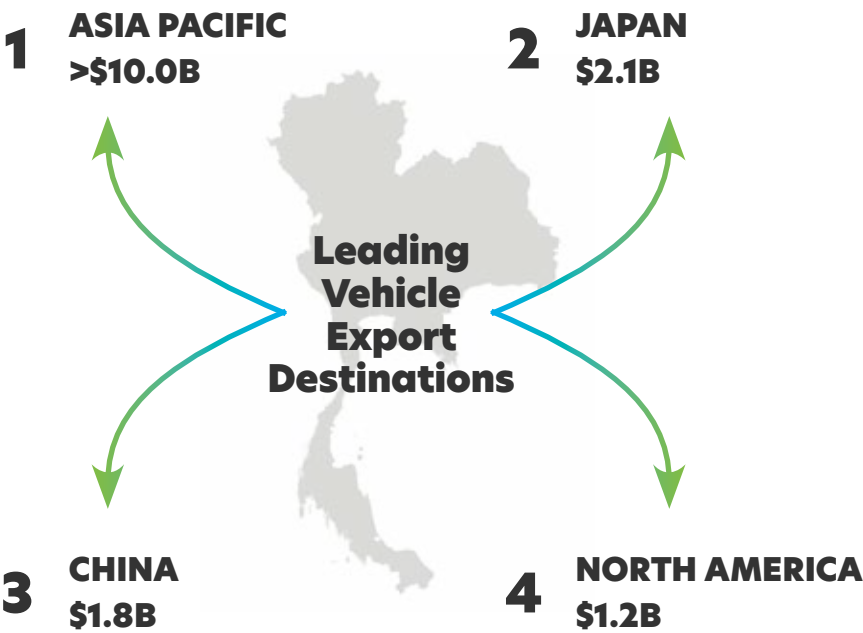 1
ASIA PACIFIC
>$10.0B
2
JAPAN
$2.1B
Leading
Vehicle
Export
Destinations
3
CHINA
$1.8B
4
NORTH AMERICA
$1.2B